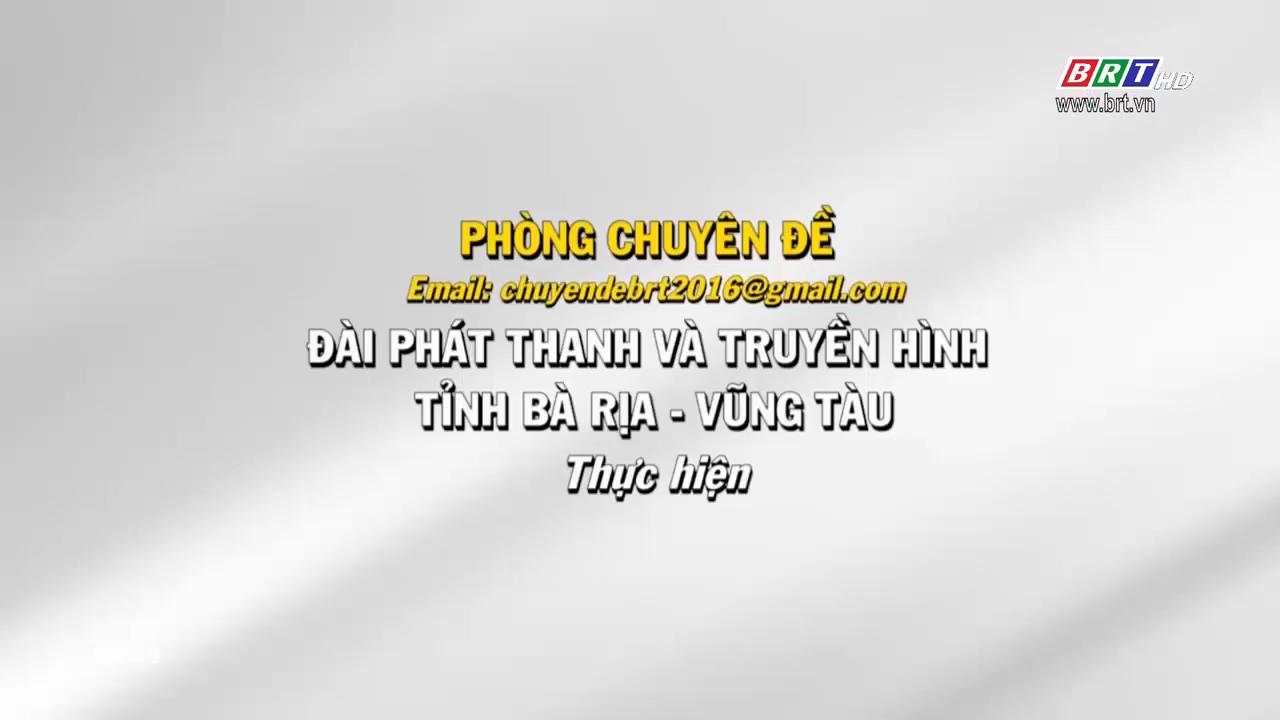 BRT HD
www.brt.vn
PHÒNG CHUYÊN ĐỀ
Email: chuyendebrt2016@gmail.com
ĐÀI PHÁT THANH VÀ TRUYỀN HÌNH
TỈNH BÀ RỊA - VŨNG TÀU
Thực hiện